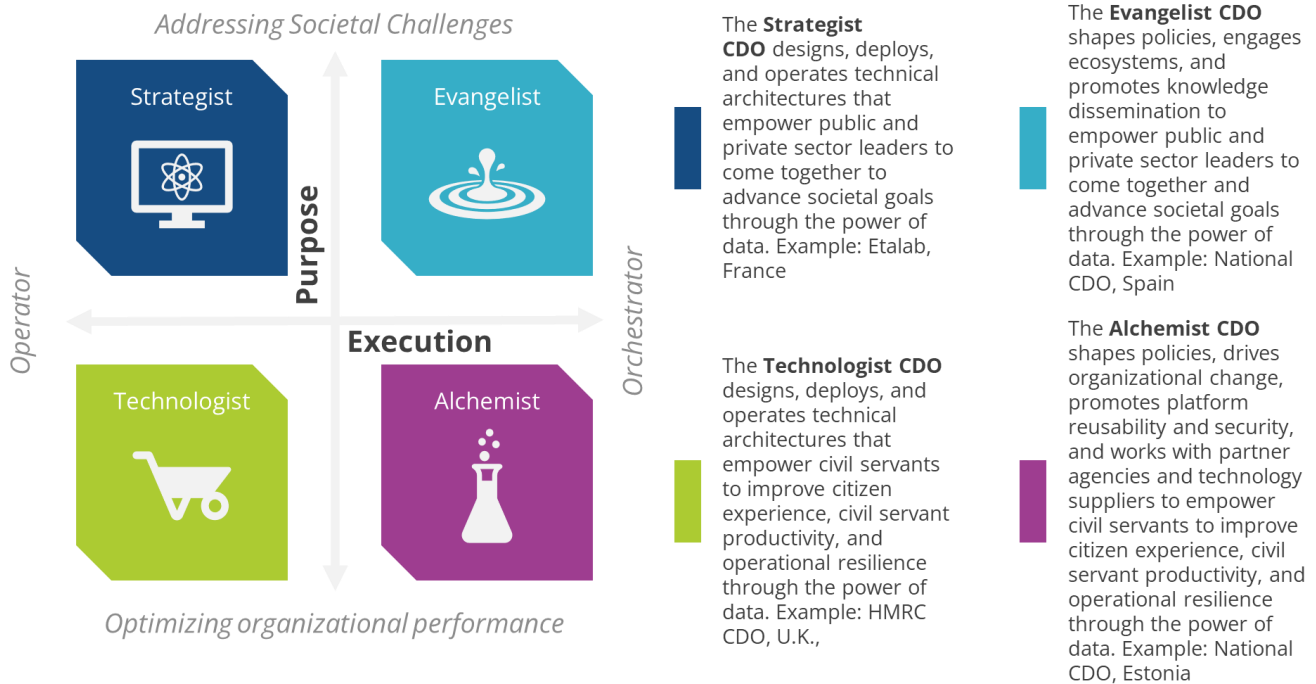 Addressing Societal Challenges
Strategist
Evangelist
Purpose
Operator
Orchestrator
Execution
Technologist
Alchemist
Optimizing organizational performance
The Strategist
CDO designs, deploys,
and operates technical
architectures that
empower public and
private sector leaders to
come together to
advance societal goals
through the power of
data. Example: Etalab,
France
The Evangelist CDO
shapes policies, engages
ecosystems, and
promotes knowledge
dissemination to
empower public and
private sector leaders to
come together and
advance societal goals
through the power of
data. Example: National
CDO, Spain
The Technologist CDO
designs, deploys, and
operates technical
architectures that
empower civil servants
to improve citizen
experience, civil servant
productivity, and
operational resilience
through the power of
data. Example: HMRC
CDO, U.K.,
The Alchemist CDO
shapes policies, drives
organizational change,
promotes platform
reusability and security,
and works with partner
agencies and technology
suppliers to empower
civil servants to improve
citizen experience, civil
servant productivity, and
operational resilience
through the power of
data. Example: National
CDO, Estonia